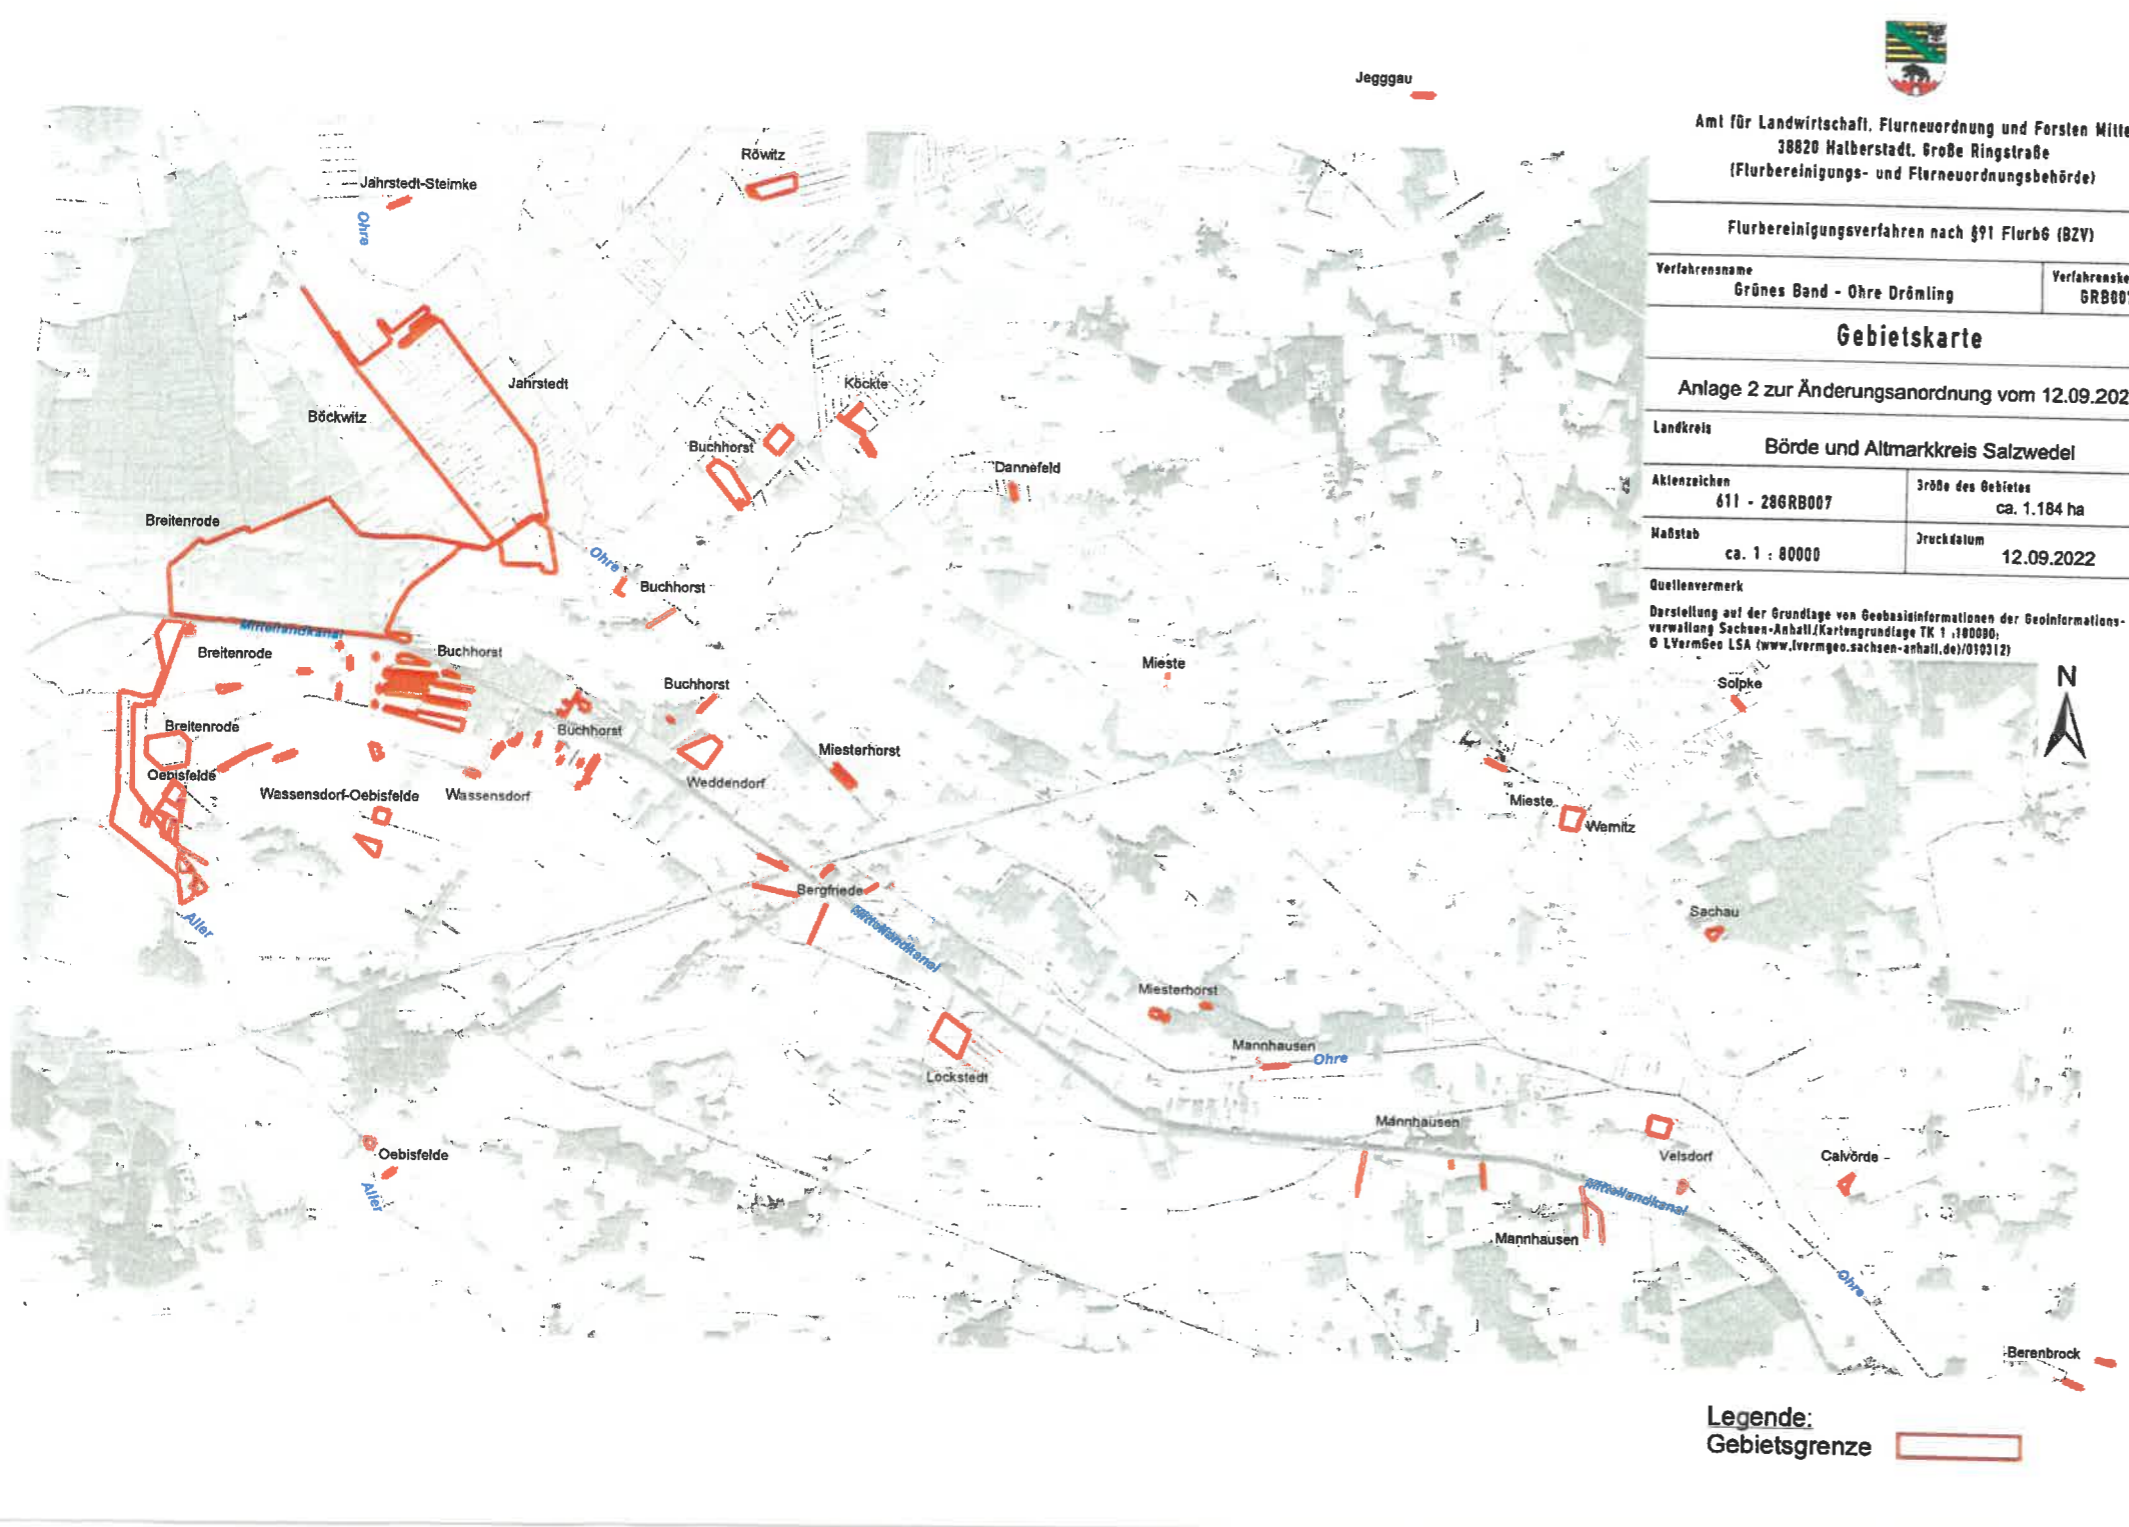 Jegggau
Amt für Landwirtschaft, Flurneuordnung und Forsten Mitte
38820 Halberstadt, Große Ringstraße
(Flurbereinigungs- und Flurneuordnungsbehörde)
Flurbereinigungsverfahren nach §91 FlurbG (BZV)
Verfahrensname
Grünes Band - Ohre Drömling
GRB007
Gebietskarte
Anlage 2 zur Änderungsanordnung vom 12.09.202
Landkreis
Börde und Altmarkkreis Salzwedel
Aktenzeichen
611 - 28GRB007
Größe des Gebietes
ca. 1.184 ha
Maßstab
ca. 1 : 80000
Druckdatum
12.09.2022
Quellenvermerk
Darstellung auf der Grundlage von Geobasisinformationen der Geoinformations-
verwaltung Sachsen-Anhalt/Kartengrundlage TK 1 :100000;
© LVermGeo LSA (www.lvermgeo.sachsen-anhalt.de)/010312)
N
Röwitz
Jahrstedt-Steimke
Ohre
Jahrstedt
Böckwitz
Köckte
Buchhorst
Dannefeld
Breitenrode
Ohre
Buchhorst
Mittellandkanal
Breitenrode
Buchhorst
Mieste
Buchhorst
Solpke
Breitenrode
Buchhorst
Miesterhorst
Oebisfelde
Weddendorf
Wassensdorf-Oebisfelde
Wassensdorf
Mieste
Wernitz
Bergfriede
Aller
Mittellandkanal
Sachau
Miesterhorst
Mannhausen
Ohre
Lockstedt
Mannhausen
Oebisfelde
Velsdorf
Calvörde
Aller
Mittellandkanal
Mannhausen
Ohre
Berenbrock
Legende:
Gebietsgrenze